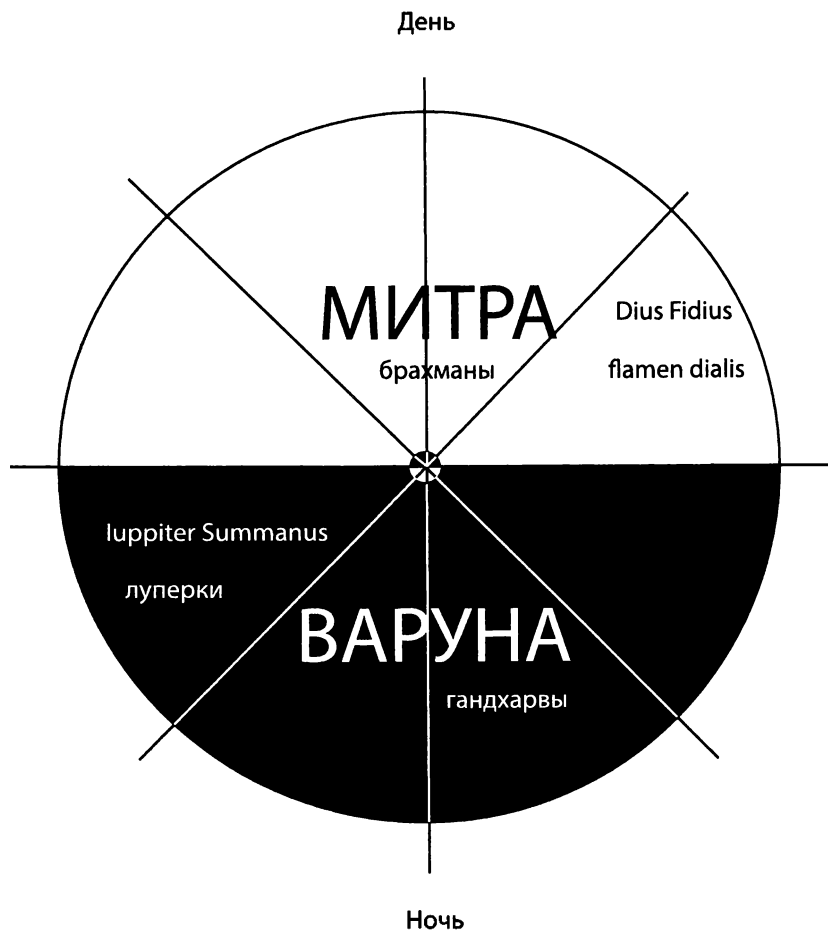 День
МИТРА
Dius Fidius
брахманы
flamen dialis
Iuppiter Summanus
луперки
ВАРУНА
гандхарвы
Ночь